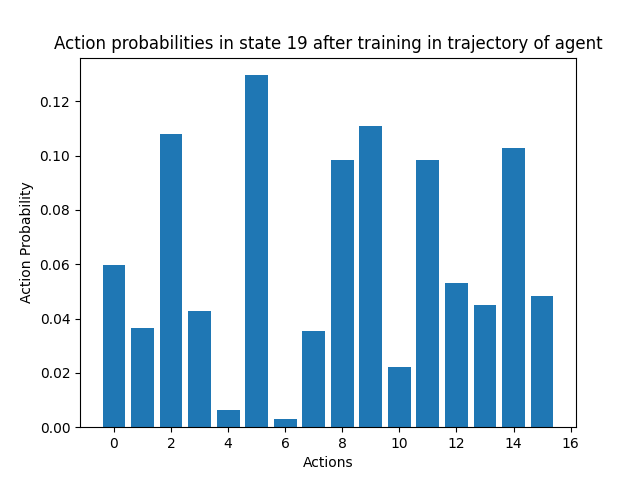 Action probabilities in state 19 after training in trajectory of agent
Action Probability
0.12
0.10
0.08
0.06
0.04
0.02
0.00
0 2 4 6 8 10 12 14 16
Actions